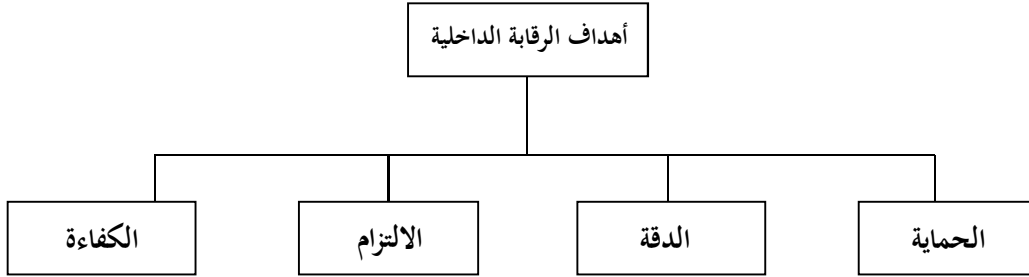 أهداف الرقابة الداخلية
الحماية
الدقة
الالتزام
الكفاءة